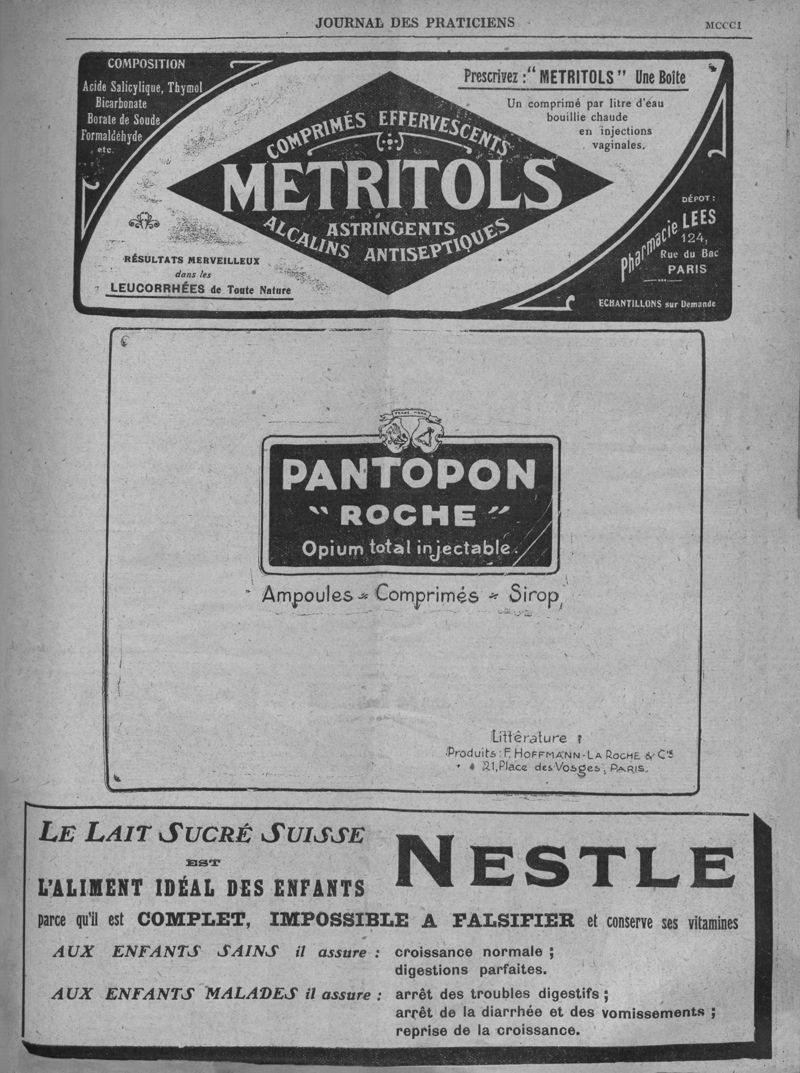 JOURNAL DES PRATICIENS
MCCCI
COMPOSITION
Acide Salicylique, Thymol
Bicarbonate
Borate de Soude
Formaldéhyde
etc.
Prescrivez : "METRITOLS" Une Boîte
Un comprimé par litre d'eau
bouillie chaude
en injections
vaginales.
COMPRIMÉS EFFERVESCENTS
METRITOLS
ASTRINGENTS
ALCALINS ANTISEPTIQUES
RÉSULTATS MERVEILLEUX
dans les
LEUCORRHÉES de Toute Nature
DÉPOT :
Pharmacie LEES
124,
Rue du Bac
PARIS
ECHANTILLONS sur Demande
PANTOPON
"ROCHE"
Opium total injectable.
Ampoules - Comprimés - Sirop
Littérature :
Produits : F. HOFFMANN-LA ROCHE & Cie
21, Place des Vosges, PARIS.
LE LAIT SUCRÉ SUISSE
EST
L'ALIMENT IDÉAL DES ENFANTS
NESTLE
parce qu'il est COMPLET, IMPOSSIBLE A FALSIFIER et conserve ses vitamines
AUX ENFANTS SAINS il assure : croissance normale ;
digestions parfaites.
AUX ENFANTS MALADES il assure : arrêt des troubles digestifs ;
arrêt de la diarrhée et des vomissements ;
reprise de la croissance.